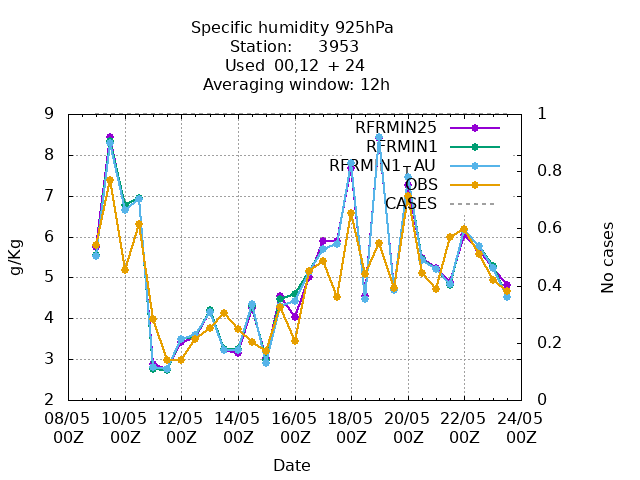 Specific humidity 925hPa
Station:     3953
Used  00,12  + 24
Averaging window: 12h
9
8
7
6
5
4
3
2
1
0.8
0.6
0.4
0.2
0
RFRMIN25
RFRMIN1
RFRMIN1_AU
OBS
CASES
g/Kg
No cases
08/05 10/05 12/05 14/05 16/05 18/05 20/05 22/05 24/05
00Z 00Z 00Z 00Z 00Z 00Z 00Z 00Z 00Z
Date